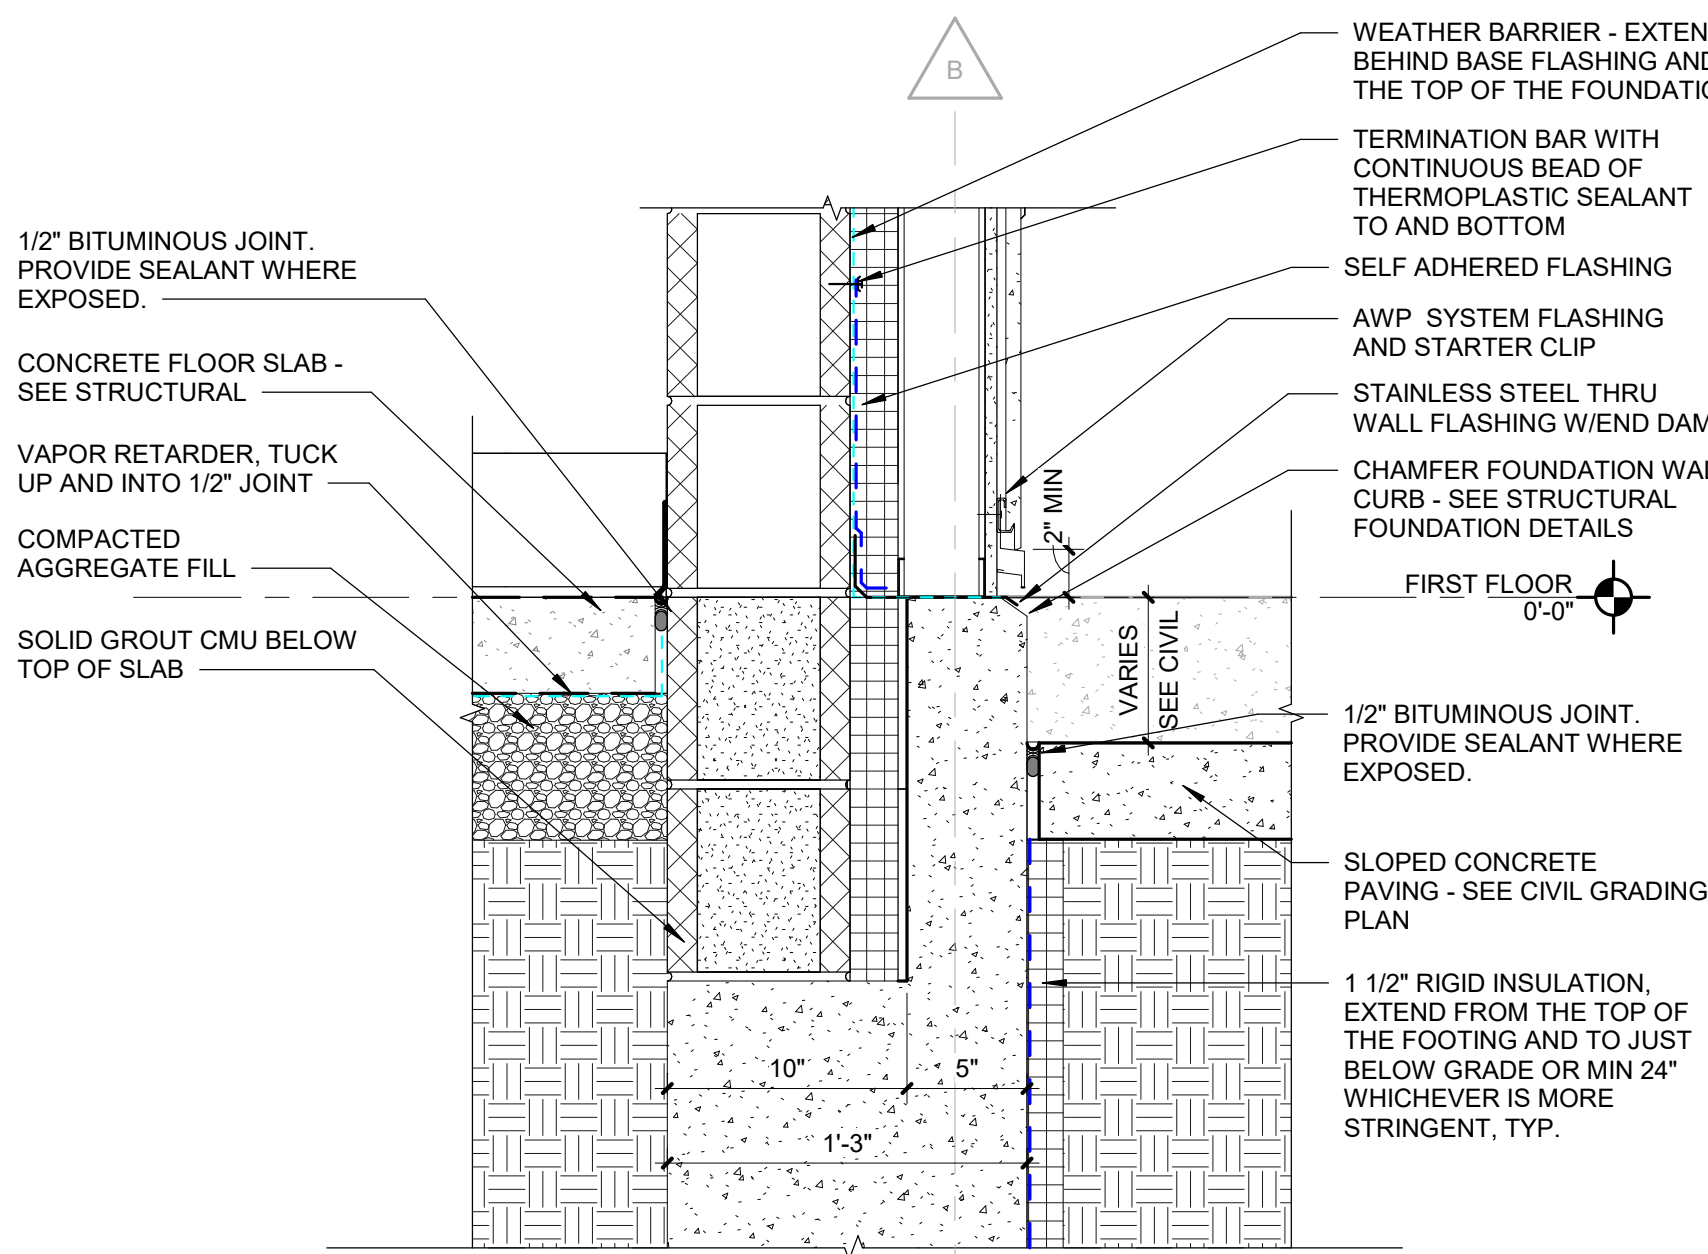 B
WEATHER BARRIER - EXTEN
BEHIND BASE FLASHING AND
THE TOP OF THE FOUNDATIO
TERMINATION BAR WITH
CONTINUOUS BEAD OF
THERMOPLASTIC SEALANT
TO AND BOTTOM
SELF ADHERED FLASHING
AWP SYSTEM FLASHING
AND STARTER CLIP
STAINLESS STEEL THRU
WALL FLASHING W/END DAM
CHAMFER FOUNDATION WAL
CURB - SEE STRUCTURAL
FOUNDATION DETAILS
FIRST FLOOR
0'-0"
1/2" BITUMINOUS JOINT.
PROVIDE SEALANT WHERE
EXPOSED.
SLOPED CONCRETE
PAVING - SEE CIVIL GRADING
PLAN
1 1/2" RIGID INSULATION,
EXTEND FROM THE TOP OF
THE FOOTING AND TO JUST
BELOW GRADE OR MIN 24"
WHICHEVER IS MORE
STRINGENT, TYP.
1/2" BITUMINOUS JOINT.
PROVIDE SEALANT WHERE
EXPOSED.
CONCRETE FLOOR SLAB -
SEE STRUCTURAL
VAPOR RETARDER, TUCK
UP AND INTO 1/2" JOINT
COMPACTED
AGGREGATE FILL
SOLID GROUT CMU BELOW
TOP OF SLAB
2" MIN
VARIES
SEE CIVIL
10"
5"
1'-3"